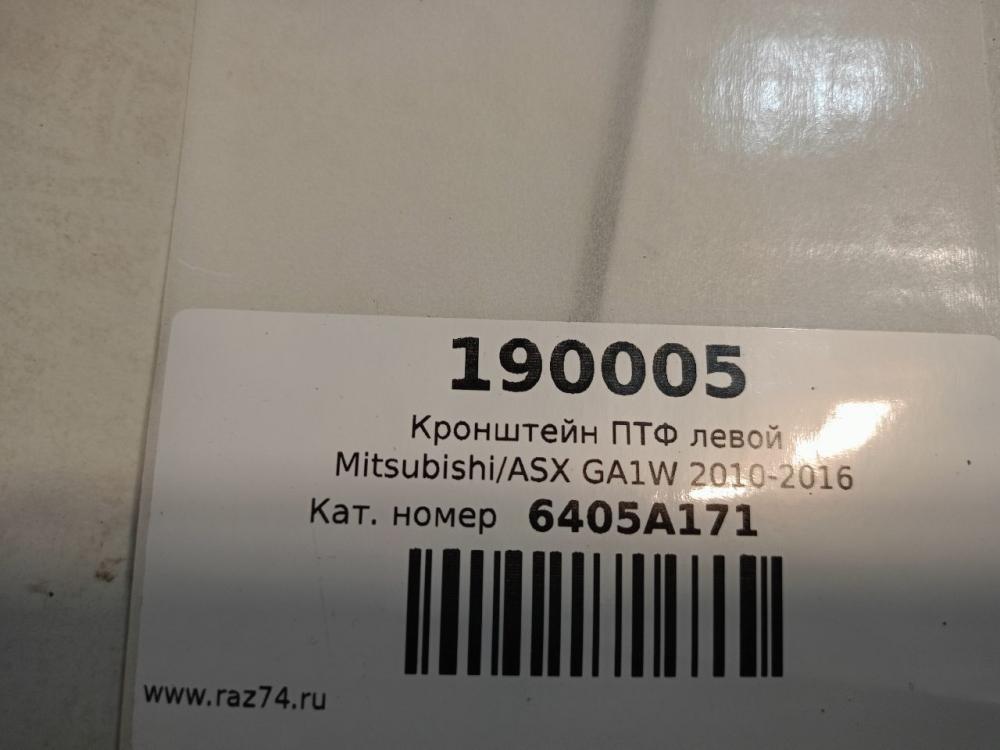 190005
Кронштейн ПТФ левой
Mitsubishi/ASX GA1W 2010-2016
Кат. номер 6405A171
www.raz74.ru